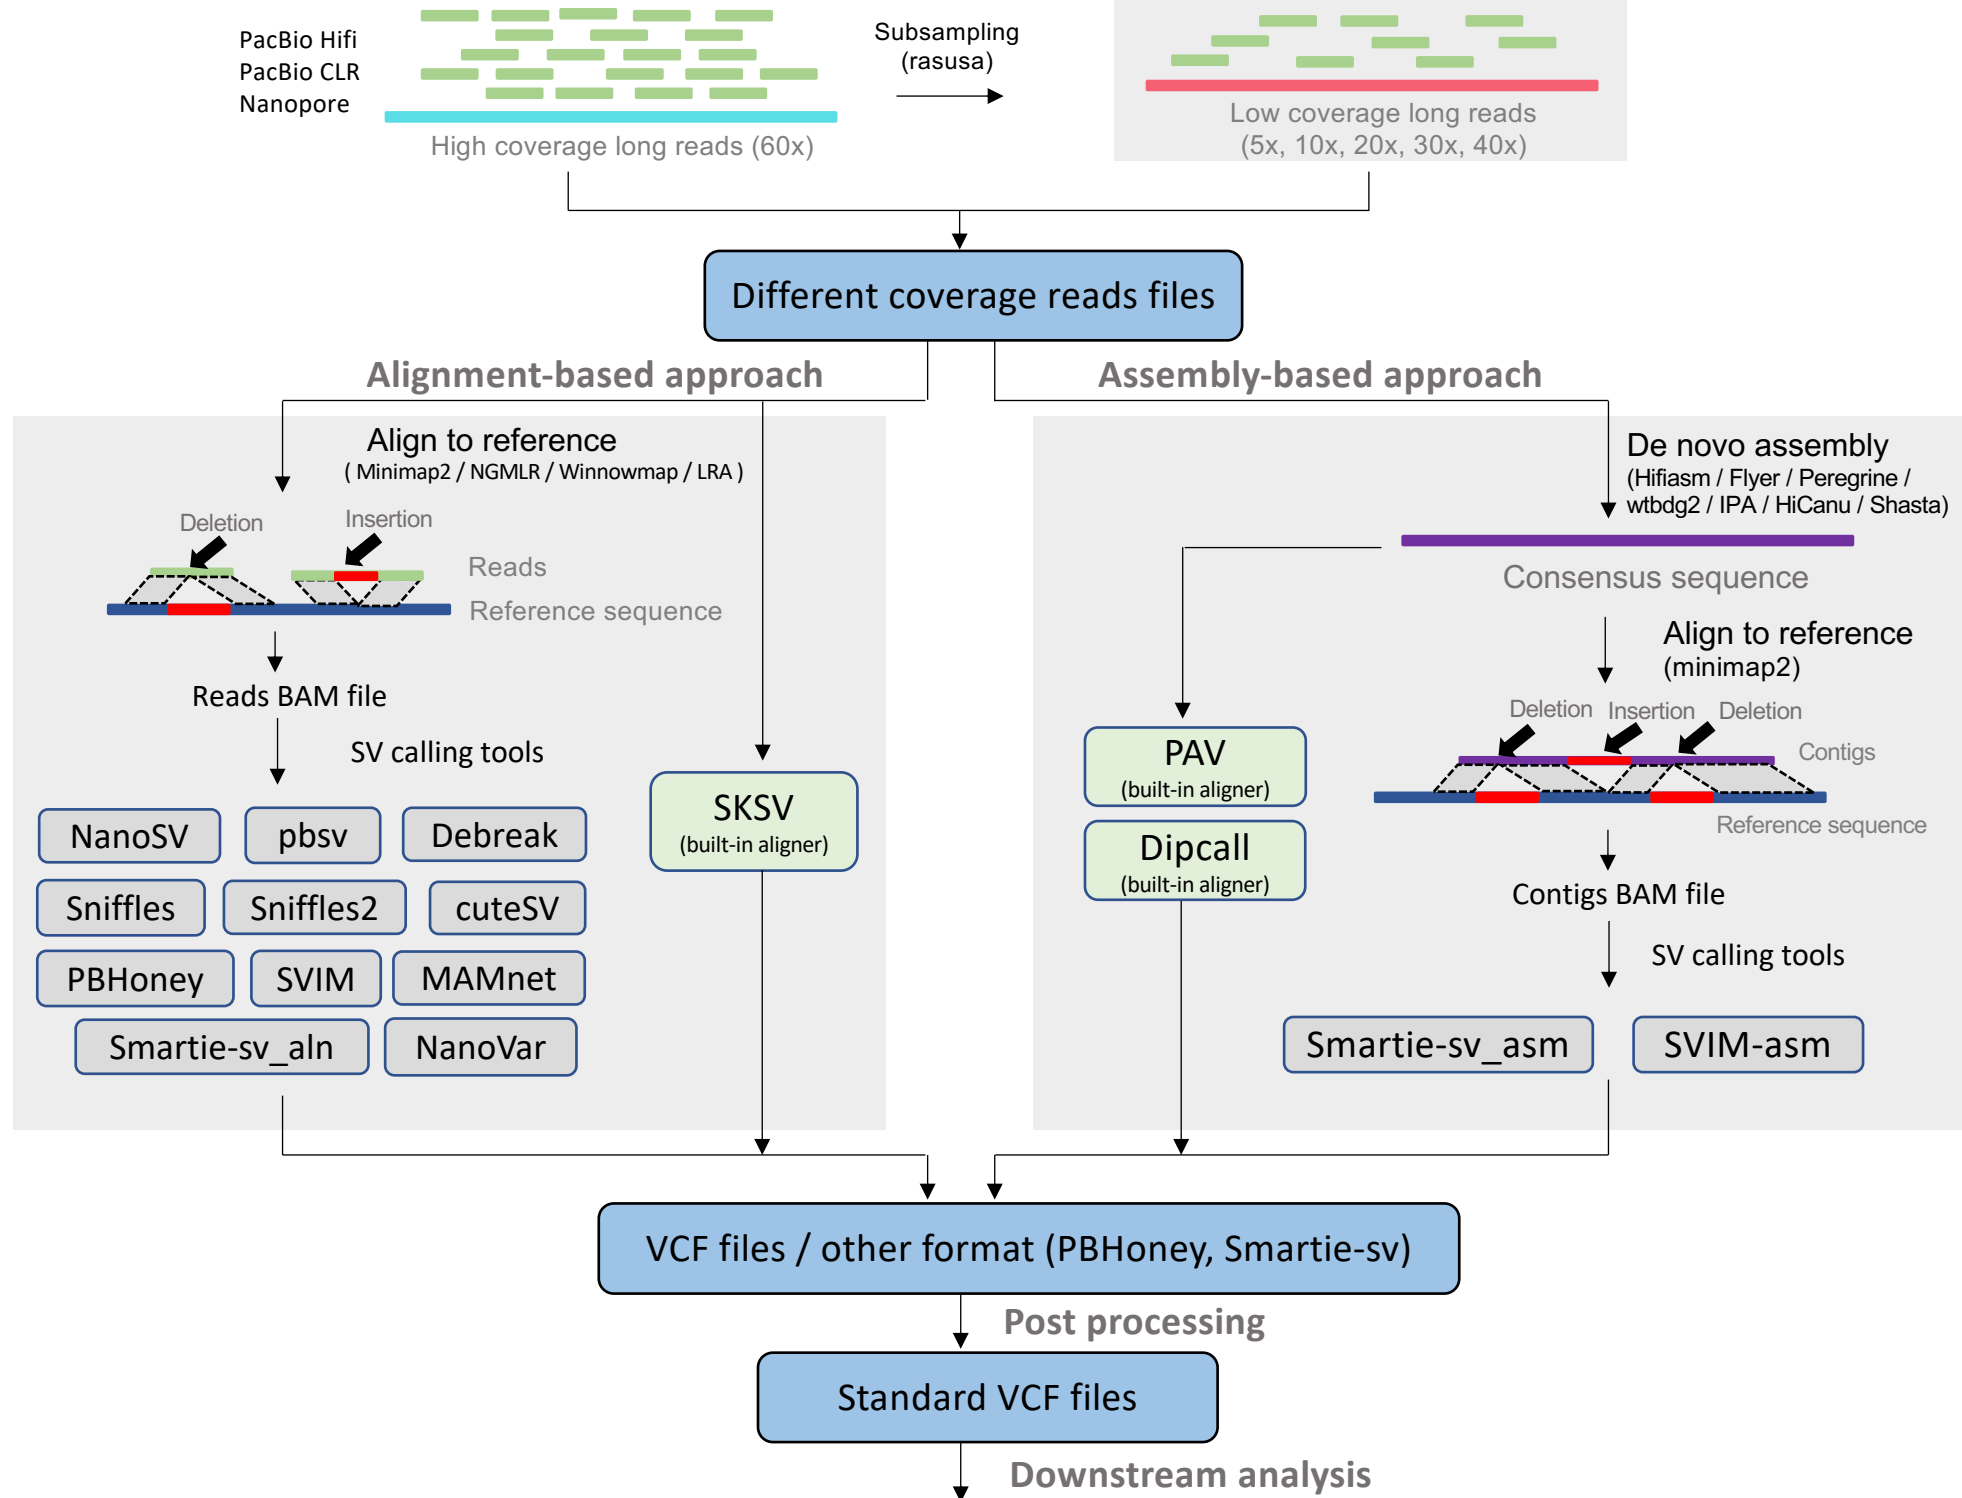 PacBio Hifi
PacBio CLR
Nanopore
High coverage long reads (60x)
Subsampling
(rasusa)
Low coverage long reads
(5x, 10x, 20x, 30x, 40x)
Different coverage reads files
Alignment-based approach
Assembly-based approach
Align to reference
( Minimap2 / NGMLR / Winnowmap / LRA )
Deletion
Insertion
Reads
Reference sequence
Reads BAM file
SV calling tools
NanoSV
pbsv
Debreak
Sniffles
Sniffles2
cuteSV
PBHoney
SVIM
MAMnet
Smartie-sv_aln
NanoVar
SKSV
(built-in aligner)
De novo assembly
(Hifiasm / Flyer / Peregrine /
wtbdg2 / IPA / HiCanu / Shasta)
Consensus sequence
Align to reference
(minimap2)
Deletion
Insertion
Deletion
Contigs
Reference sequence
PAV
(built-in aligner)
Dipcall
(built-in aligner)
Contigs BAM file
SV calling tools
Smartie-sv_asm
SVIM-asm
VCF files / other format (PBHoney, Smartie-sv)
Post processing
Standard VCF files
Downstream analysis